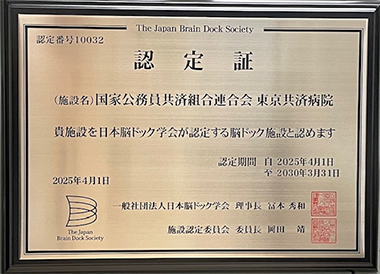 The Japan Brain Dock Society
認定番号10032
認定証
(施設名)国家公務員共済組合連合会 東京共済病院
貴施設を日本脳ドック学会が認定する脳ドック施設と認めます
認定期間 自 2025年4月1日
至 2030年3月31日
2025年4月1日
一般社団法人日本脳ドック学会 理事長 冨本 秀和
施設認定委員会 委員長 岡田 靖
The Japan
Brain Dock Society